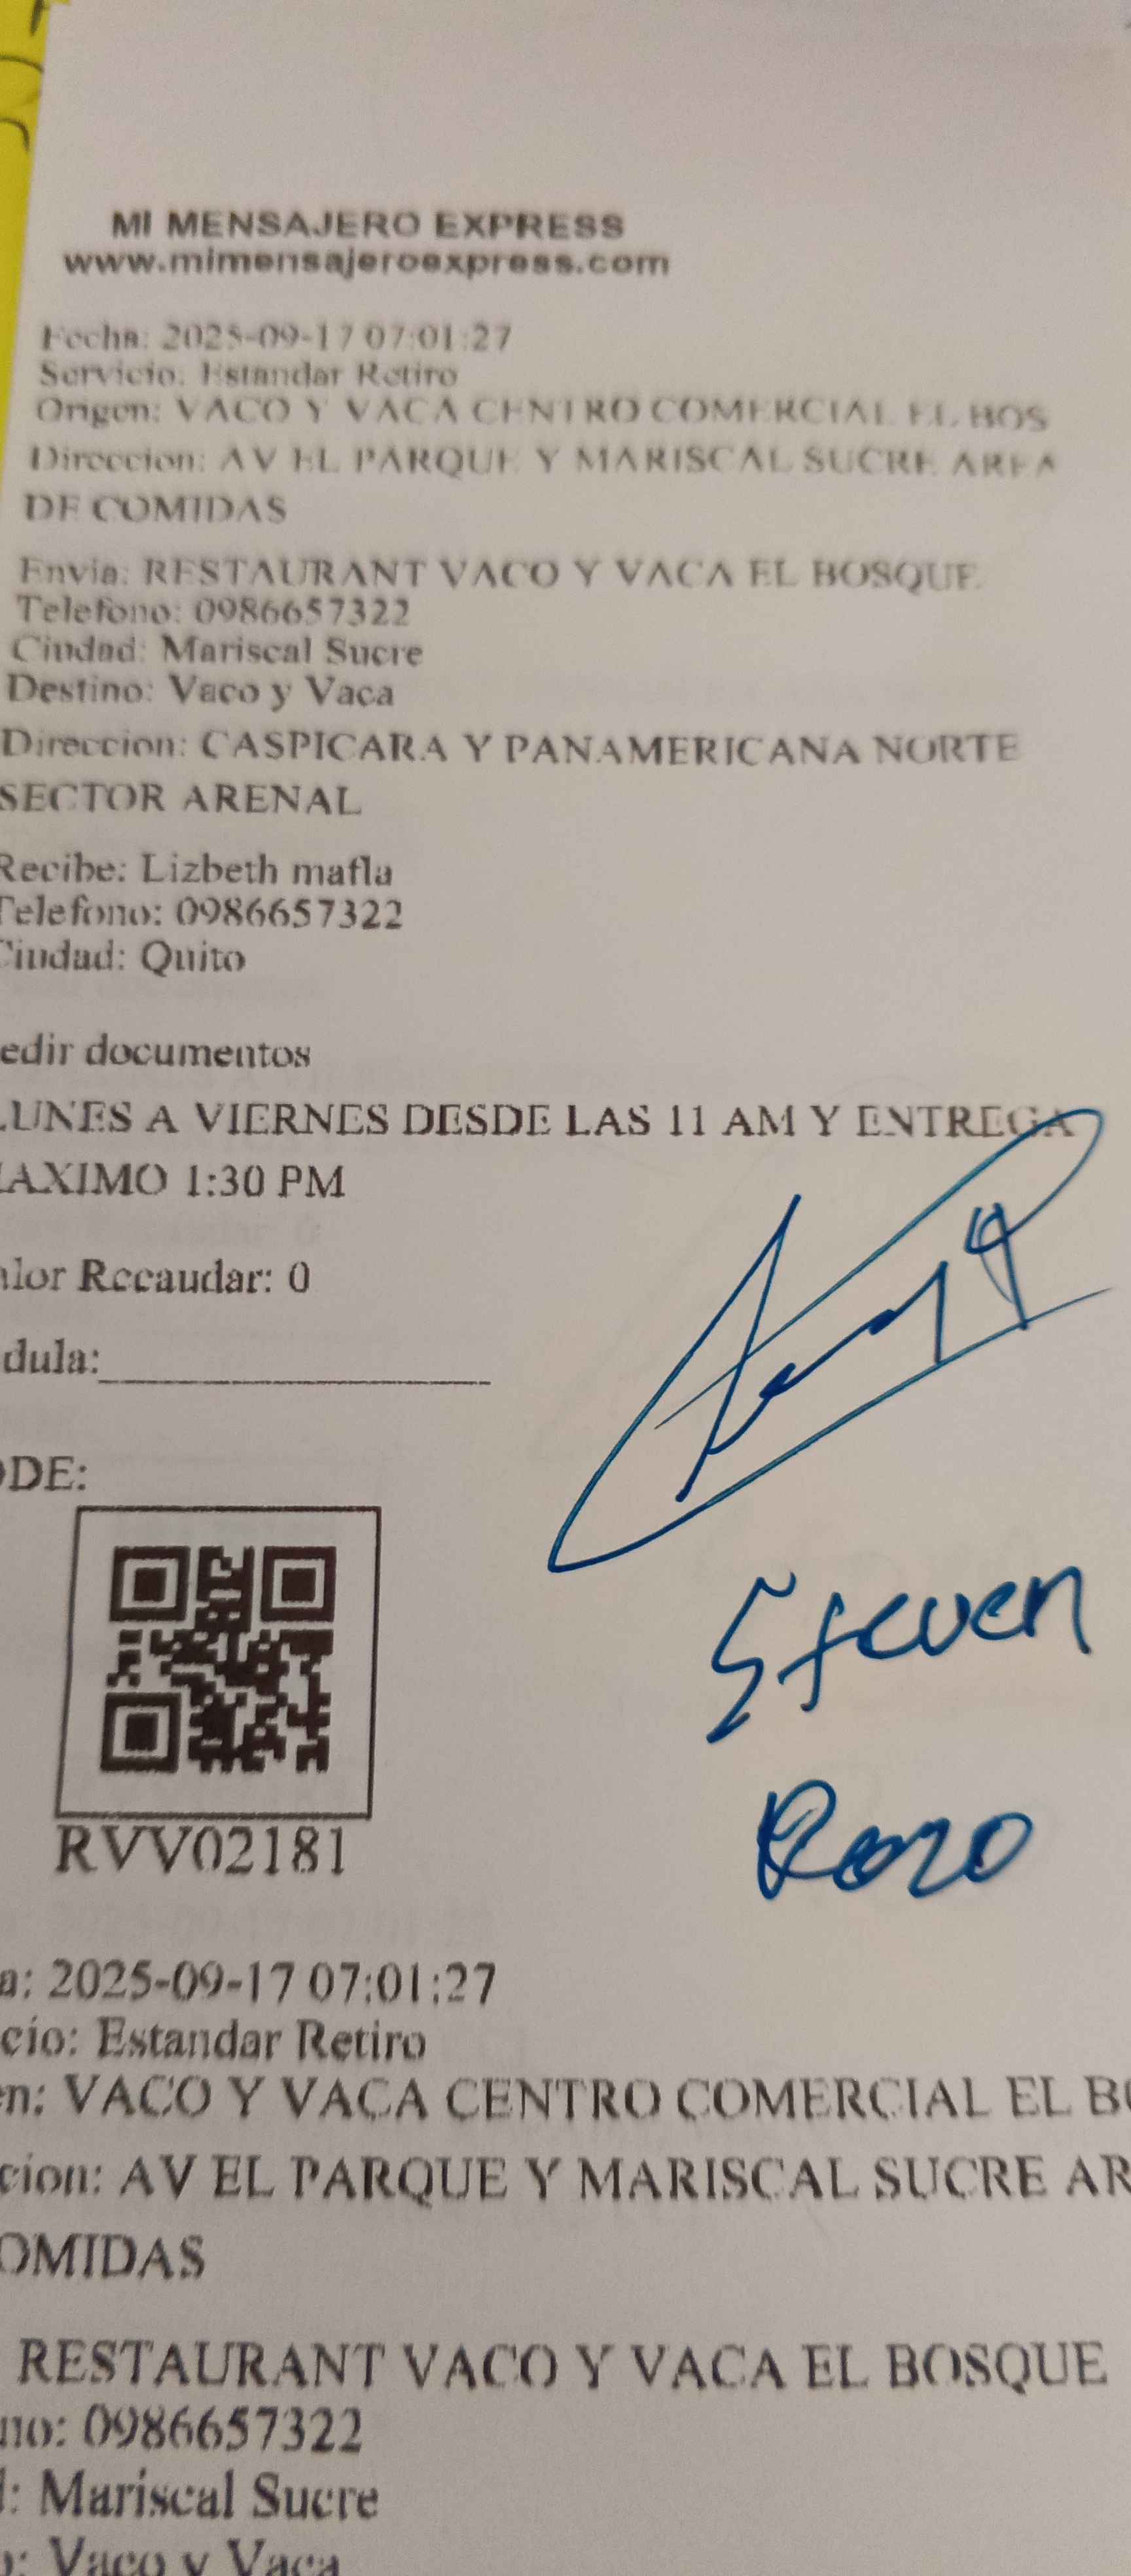 MI MENSAJERO EXPRESS
www.mimensajeroexpress.com
Fecha: 2025-09-17 07:01:27
Servicio: Estandar Retiro
Origen: VACO Y VACA CENTRO COMERCIAL EL BOS
Direccion: AV EL PARQUE Y MARISCAL SUCRE AREA
DE COMIDAS
Envia: RESTAURANT VACO Y VACA EL BOSQUE
Telefono: 0986657322
Ciudad: Mariscal Sucre
Destino: Vaco y Vaca
Direccion: CASPICARA Y PANAMERICANA NORTE
SECTOR ARENAL
Recibe: Lizbeth mafla
Telefono: 0986657322
Ciudad: Quito
edir documentos
LUNES A VIERNES DESDE LAS 11 AM Y ENTREGA
AXIMO 1:30 PM
alor Recaudar: 0
dula:
ODE:
Steven
Rozo
RVV02181
a: 2025-09-17 07:01:27
cio: Estandar Retiro
en: VACO Y VACA CENTRO COMERCIAL EL BO
cion: AV EL PARQUE Y MARISCAL SUCRE AR
OMIDAS
RESTAURANT VACO Y VACA EL BOSQUE
no: 0986657322
d: Mariscal Sucre
o: Vaco y Vaca